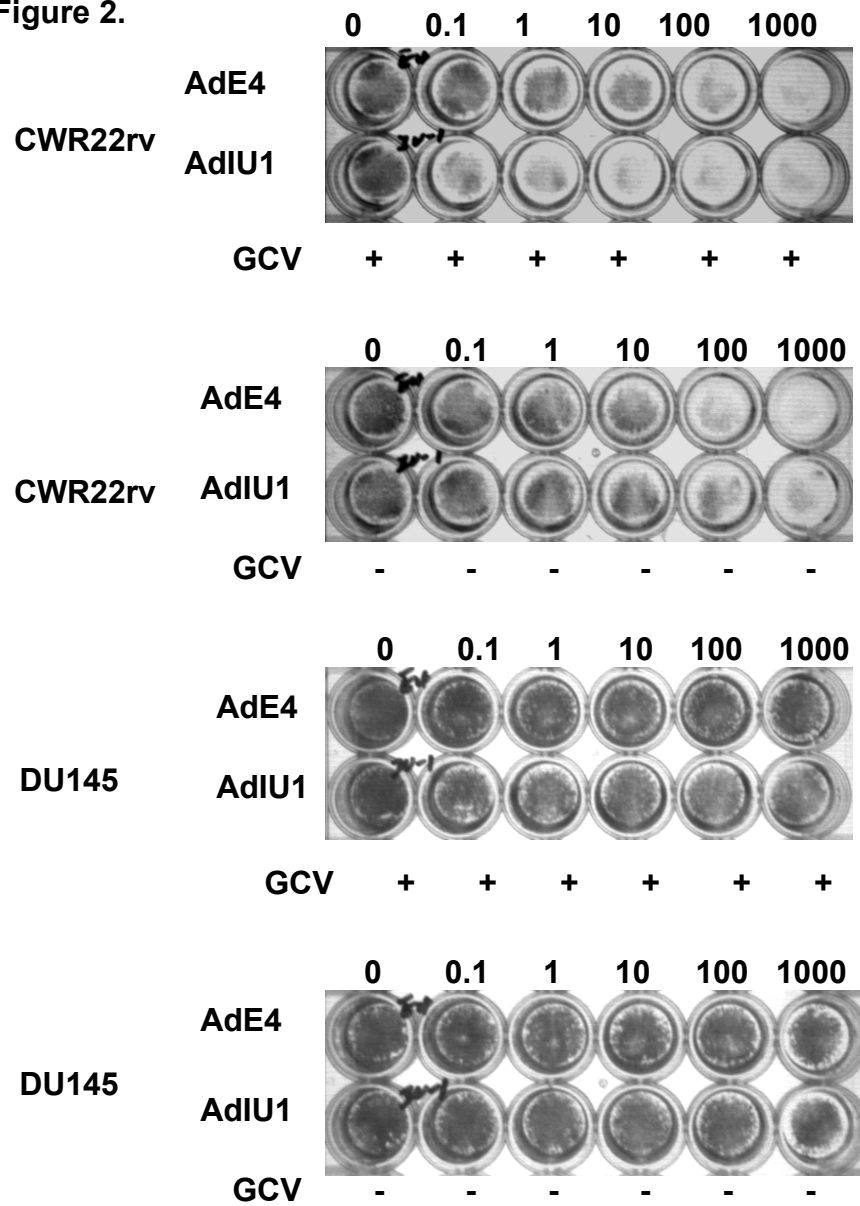 Figure 2.
0 0.1 1 10 100 1000
AdE4
CWR22rv
AdIU1
GCV + + + + + +
0 0.1 1 10 100 1000
AdE4
CWR22rv AdIU1
GCV - - - - - -
0 0.1 1 10 100 1000
AdE4
DU145 AdIU1
GCV + + + + + +
0 0.1 1 10 100 1000
AdE4
DU145
AdIU1
GCV - - - - - -